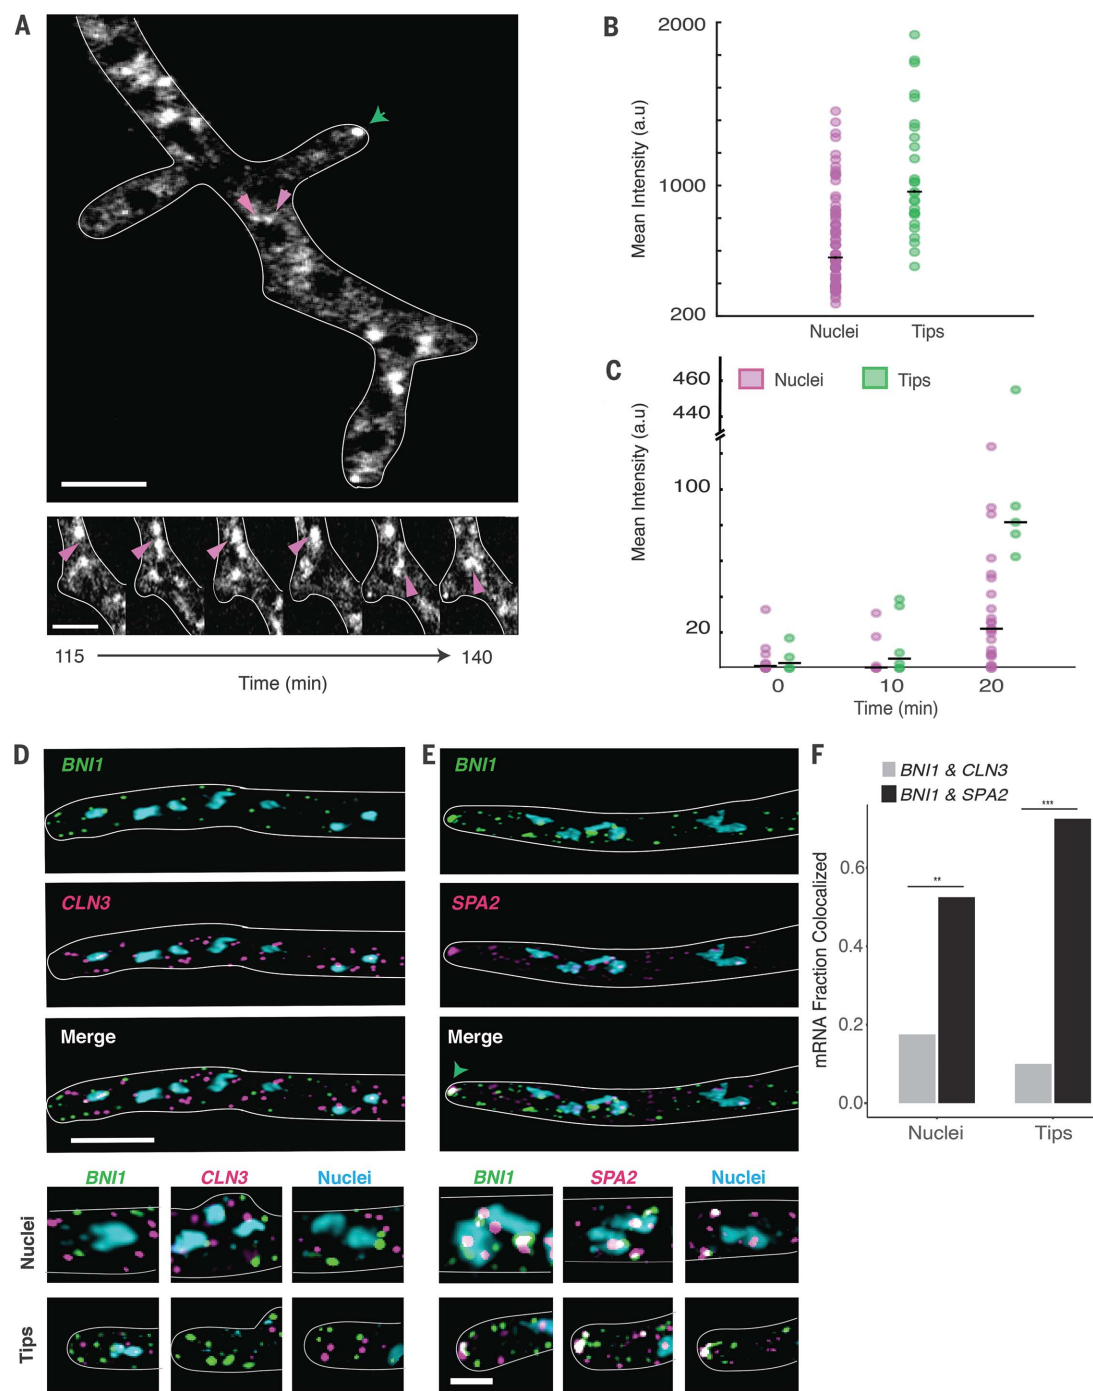 A
115
140
Time (min)
B
2000
1000
200
Mean Intensity (a.u)
Nuclei
Tips
C
460
440
100
20
Mean Intensity (a.u)
Nuclei
Tips
0
10
20
Time (min)
D
BNI1
CLN3
Merge
BNI1
CLN3
Nuclei
Nuclei
Tips
E
BNI1
SPA2
Merge
BNI1
SPA2
Nuclei
F
BNI1 & CLN3
BNI1 & SPA2
***
**
0.6
0.4
0.2
0.0
mRNA Fraction Colocalized
Nuclei
Tips